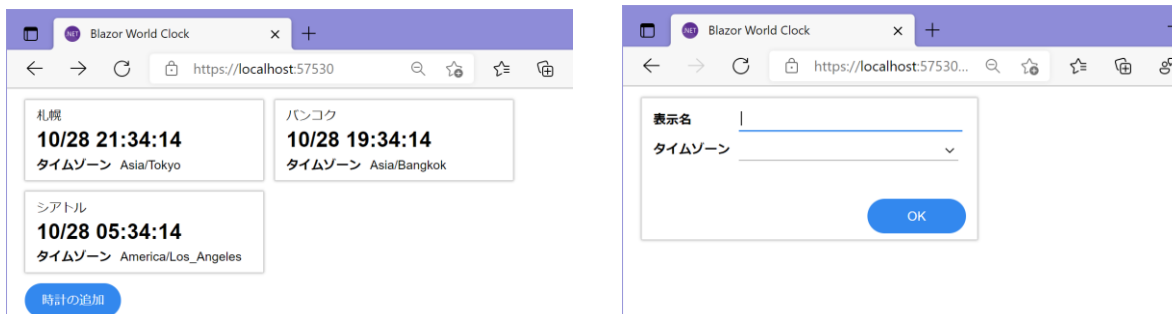 .NET Blazor World Clock
https://localhost:57530
札幌
10/28 21:34:14
タイムゾーン Asia/Tokyo
バンコク
10/28 19:34:14
タイムゾーン Asia/Bangkok
シアトル
10/28 05:34:14
タイムゾーン America/Los_Angeles
時計の追加
.NET Blazor World Clock
https://localhost:57530...
表示名
タイムゾーン
OK